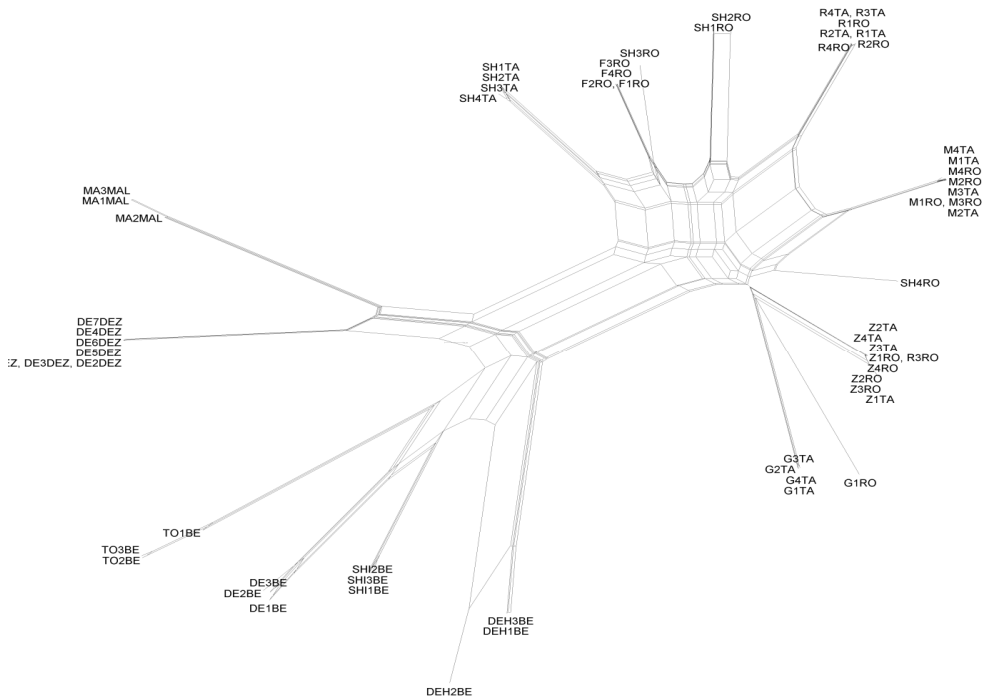 SH2RO
SH1RO
R4TA, R3TA
R1RO
R2TA, R1TA
R4RO R2RO
SH3RO
F3RO
F4RO
F2RO, F1RO
SH1TA
SH2TA
SH3TA
SH4TA
M4TA
M1TA
M4RO
M2RO
M3TA
M1RO, M3RO
M2TA
MA3MAL
MA1MAL
MA2MAL
SH4RO
DE7DEZ
DE4DEZ
DE6DEZ
DE5DEZ
EZ, DE3DEZ, DE2DEZ
Z2TA
Z4TA
Z3TA
Z1RO, R3RO
Z4RO
Z2RO
Z3RO
Z1TA
G3TA
G2TA
G4TA
G1TA
G1RO
TO1BE
TO3BE
TO2BE
DE3BE
DE2BE
DE1BE
SHI2BE
SHI3BE
SHI1BE
DEH3BE
DEH1BE
DEH2BE